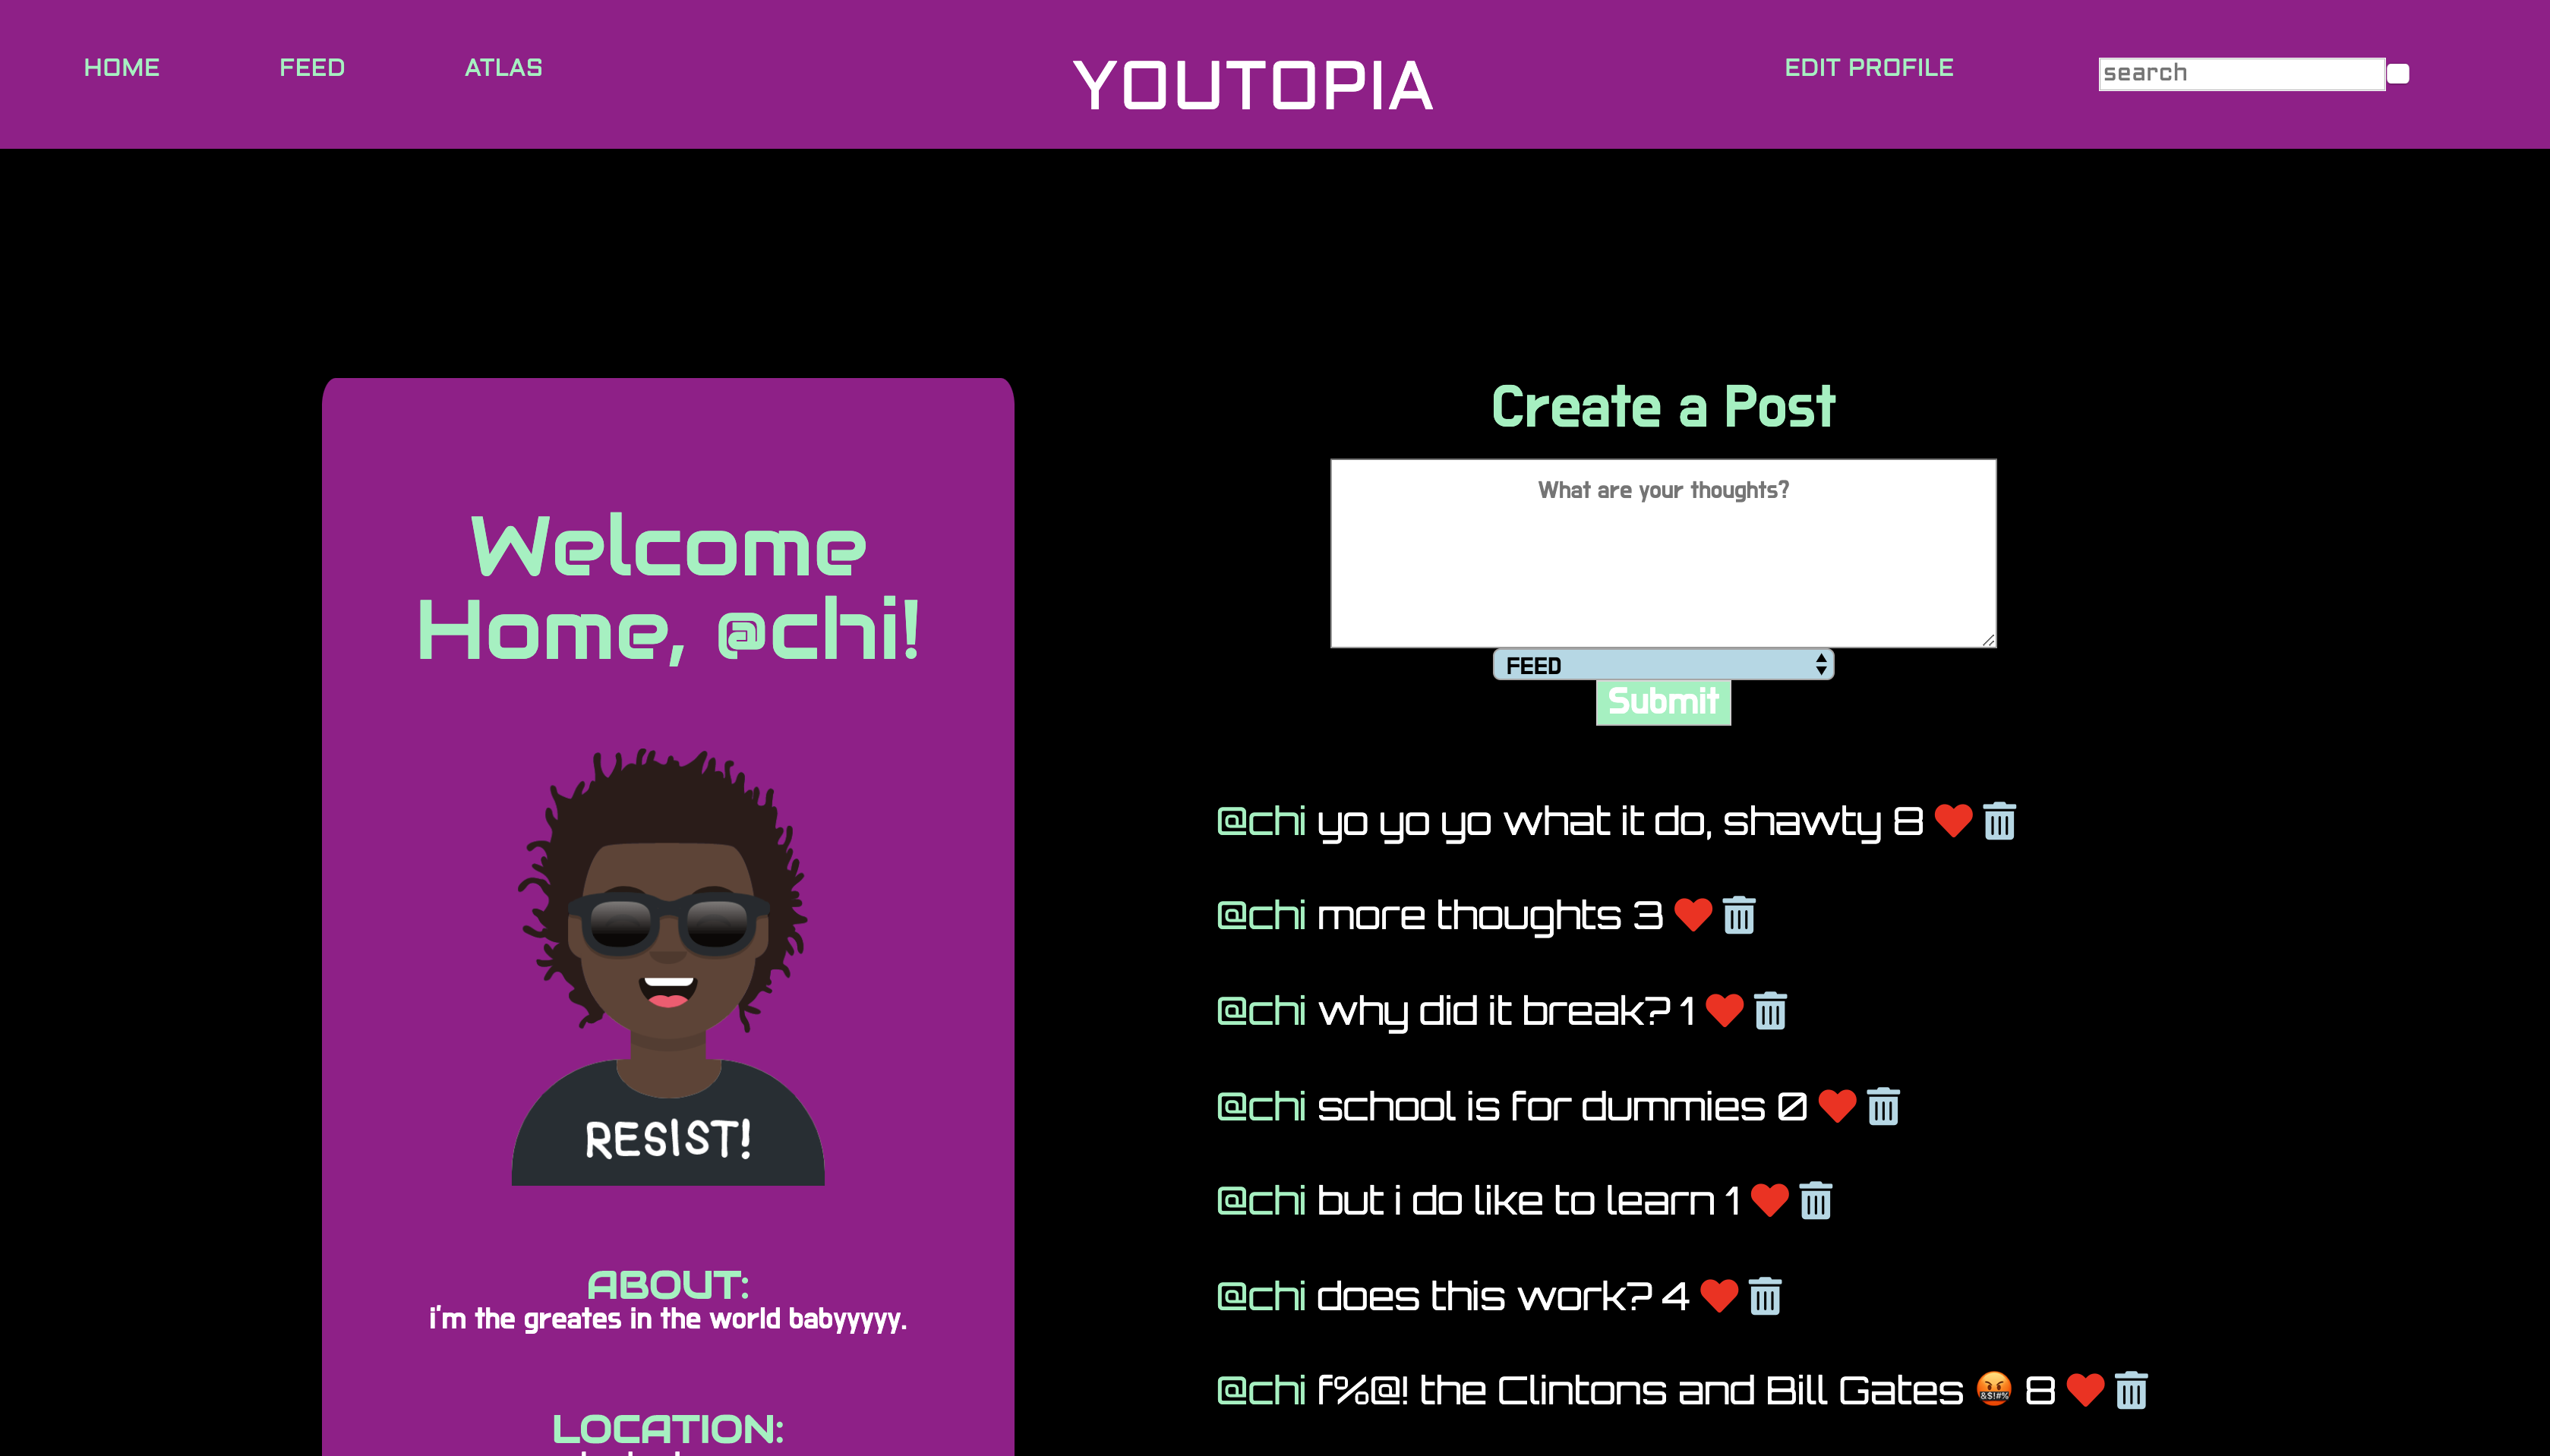 HOME FEED ATLAS YOUTOPIA EDIT PROFILE search
Welcome
Home, @chi!
RESIST!
ABOUT:
i'm the greates in the world babyyyyy.
LOCATION:
Create a Post
What are your thoughts?
FEED
Submit
@chi yo yo yo what it do, shawty 8 ❤️
@chi more thoughts 3 ❤️
@chi why did it break? 1 ❤️
@chi school is for dummies 0 ❤️
@chi but i do like to learn 1 ❤️
@chi does this work? 4 ❤️
@chi f%@! the Clintons and Bill Gates 🤬 8 ❤️